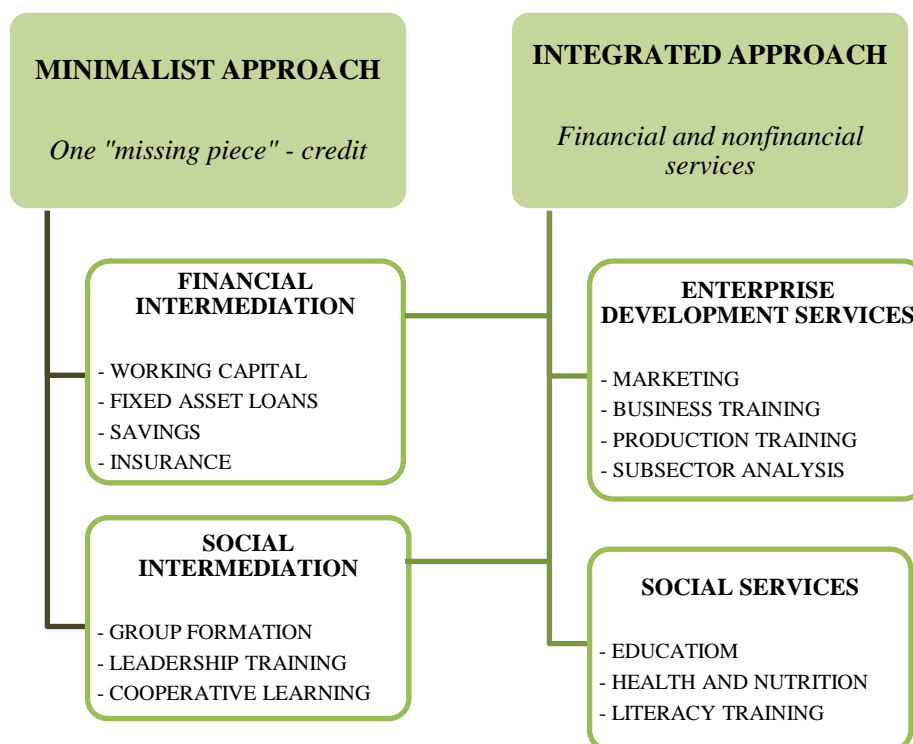 MINIMALIST APPROACH
One "missing piece" - credit
INTEGRATED APPROACH
Financial and nonfinancial
services
FINANCIAL
INTERMEDIATION
- WORKING CAPITAL
- FIXED ASSET LOANS
- SAVINGS
- INSURANCE
ENTERPRISE
DEVELOPMENT SERVICES
- MARKETING
- BUSINESS TRAINING
- PRODUCTION TRAINING
- SUBSECTOR ANALYSIS
SOCIAL
INTERMEDIATION
- GROUP FORMATION
- LEADERSHIP TRAINING
- COOPERATIVE LEARNING
SOCIAL SERVICES
- EDUCATIOM
- HEALTH AND NUTRITION
- LITERACY TRAINING